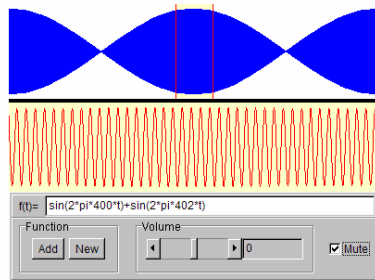 f(t)= sin(2*pi*400*t)+sin(2*pi*402*t)
Function Volume
Add New 0 Mute